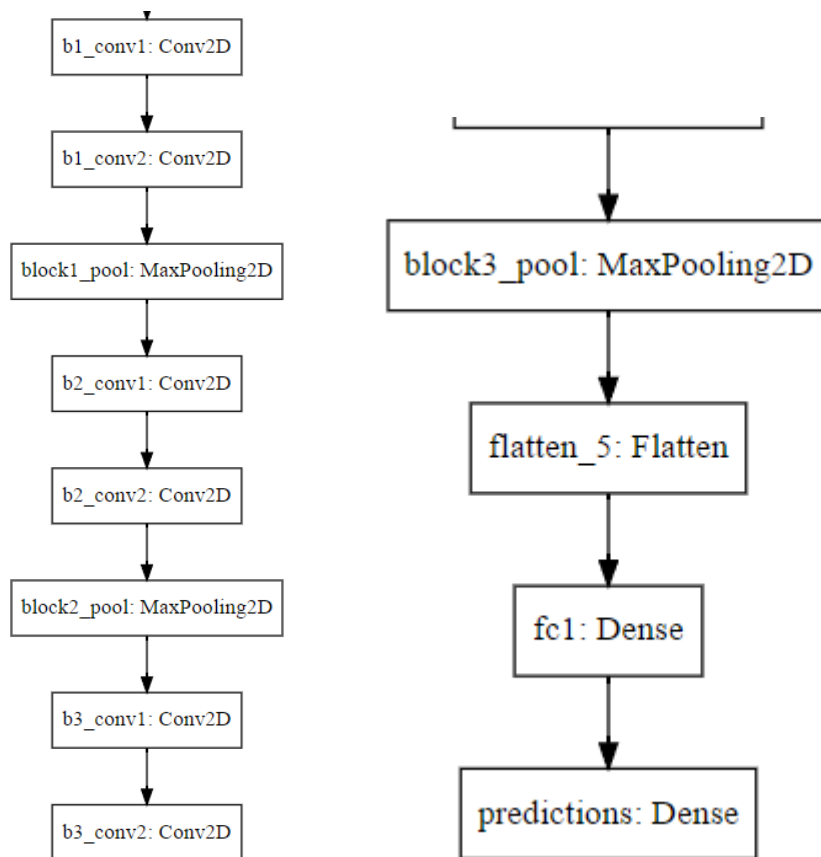 b1_conv1: Conv2D
b1_conv2: Conv2D
block1_pool: MaxPooling2D
b2_conv1: Conv2D
b2_conv2: Conv2D
block2_pool: MaxPooling2D
b3_conv1: Conv2D
b3_conv2: Conv2D
block3_pool: MaxPooling2D
flatten_5: Flatten
fc1: Dense
predictions: Dense